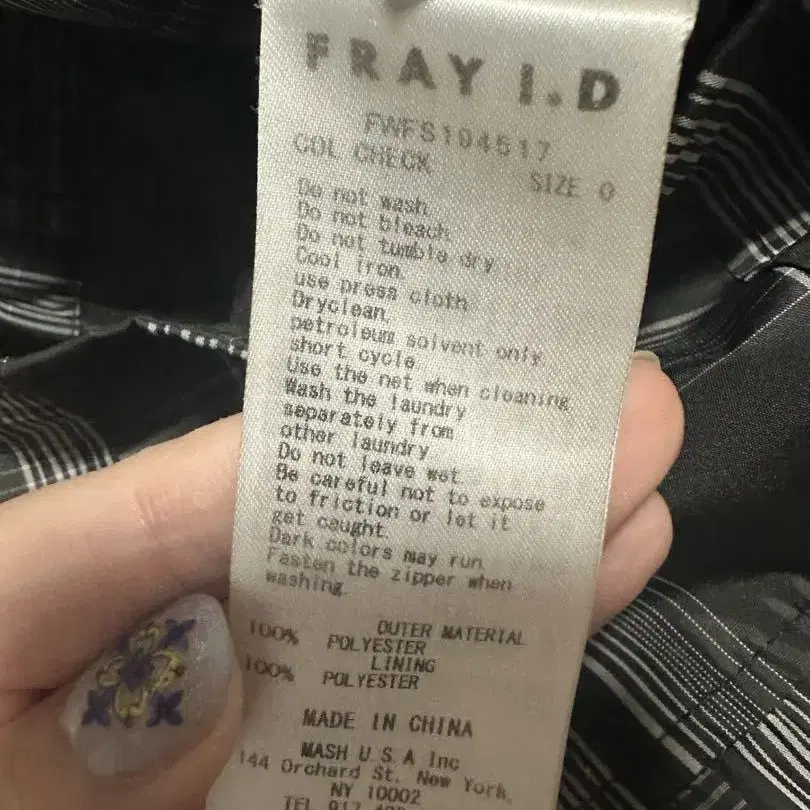 FRAY I.D
FWFS194517
COL CHECK
SIZE 0
Do not wash
Do not bleach
Do not tumble dry
Cool iron
use press cloth
Dryclean
petroleum solvent only
short cycle
Use the net when cleaning
Wash the laundry
separately from
other laundry
Do not leave wet
Be careful not to expose
to friction or let it
get caught.
Dark colors may run
Fasten the zipper when
washing.
OUTER MATERIAL
100% POLYESTER
LINING
100% POLYESTER
MADE IN CHINA
MASH U.S.A Inc
144 Orchard St. New York,
NY 10002
TEL 917